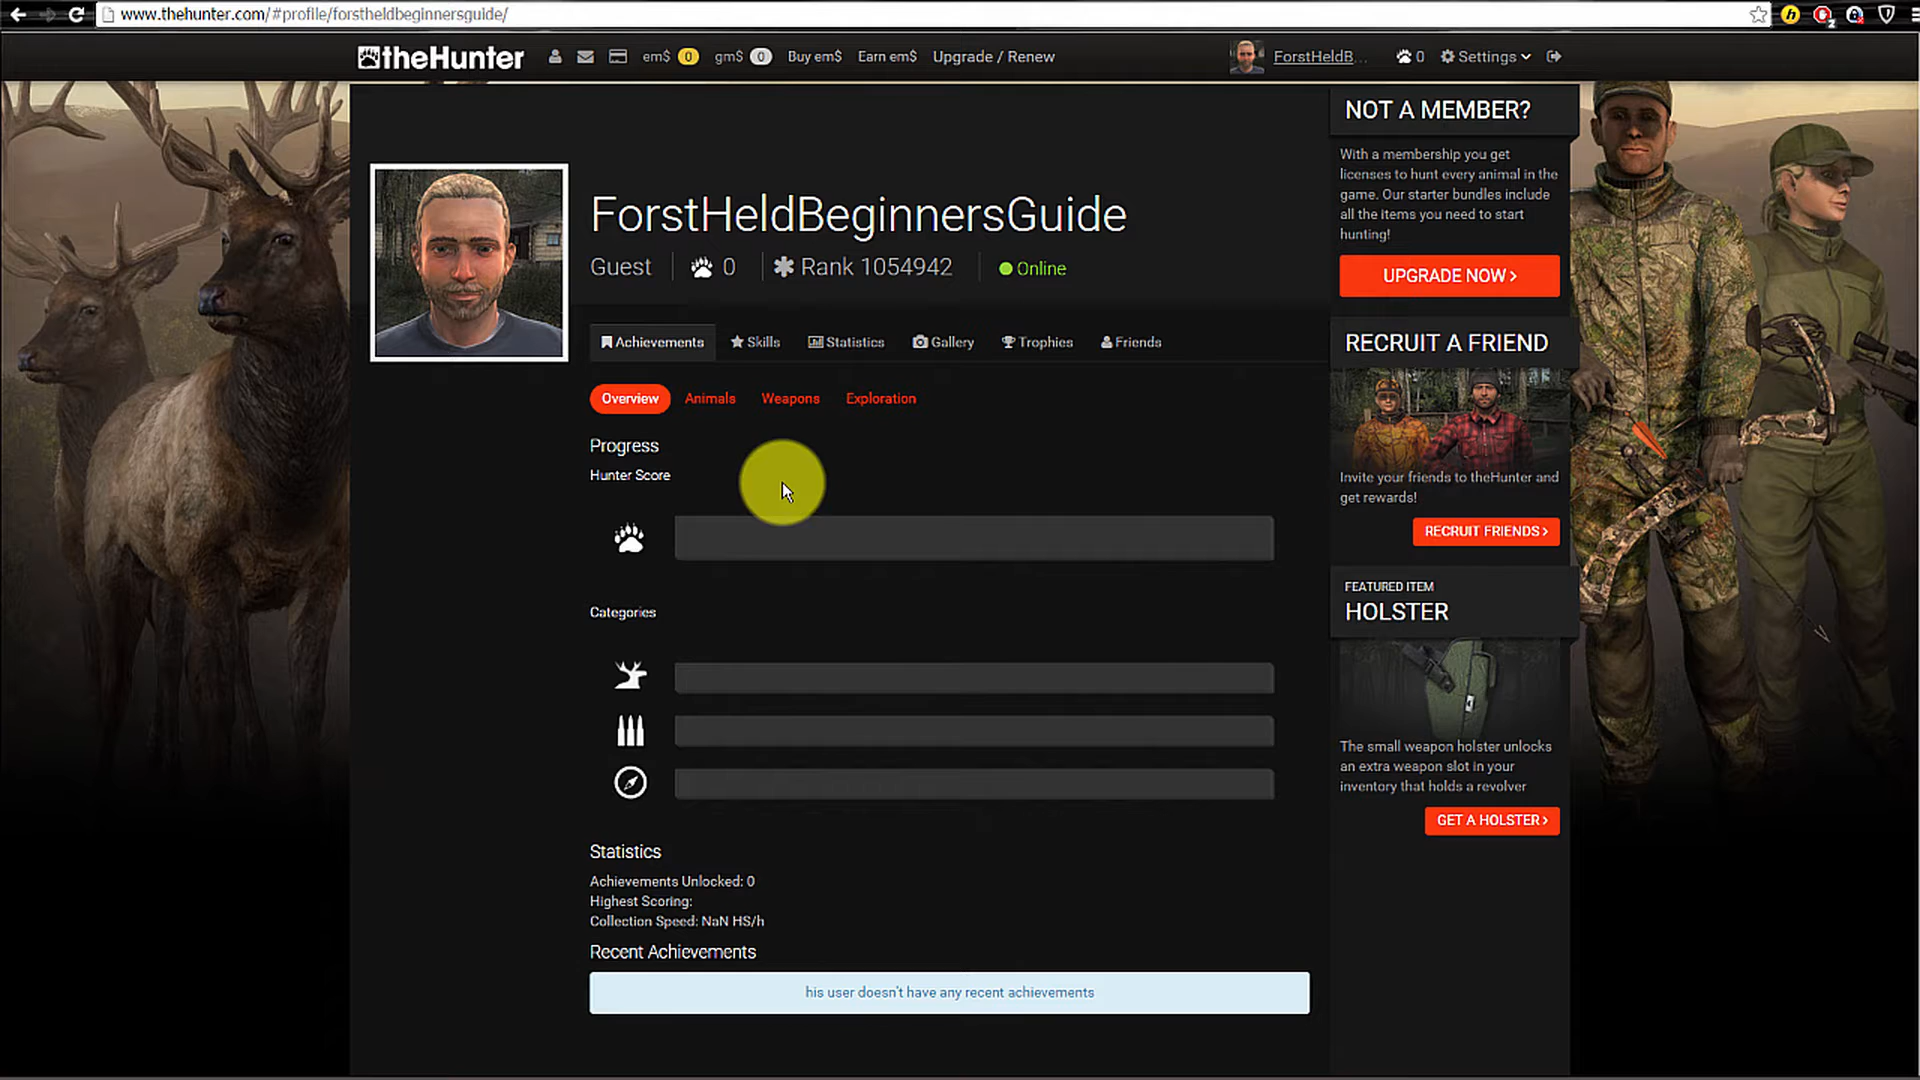 www.thehunter.com/#profile/forstheldbeginnersguide/
theHunter em$ 0 gm$ 0 Buy em$ Earn em$ Upgrade / Renew ForstHeldB... 0 Settings
ForstHeldBeginnersGuide
Guest 0 Rank 1054942 Online
Achievements Skills Statistics Gallery Trophies Friends
Overview Animals Weapons Exploration
Progress
Hunter Score
Categories
Statistics
Achievements Unlocked: 0
Highest Scoring:
Collection Speed: NaN HS/h
Recent Achievements
his user doesn't have any recent achievements
NOT A MEMBER?
With a membership you get
licenses to hunt every animal in the
game. Our starter bundles include
all the items you need to start
hunting!
UPGRADE NOW ›
RECRUIT A FRIEND
Invite your friends to theHunter and
get rewards!
RECRUIT FRIENDS ›
FEATURED ITEM
HOLSTER
The small weapon holster unlocks
an extra weapon slot in your
inventory that holds a revolver
GET A HOLSTER ›